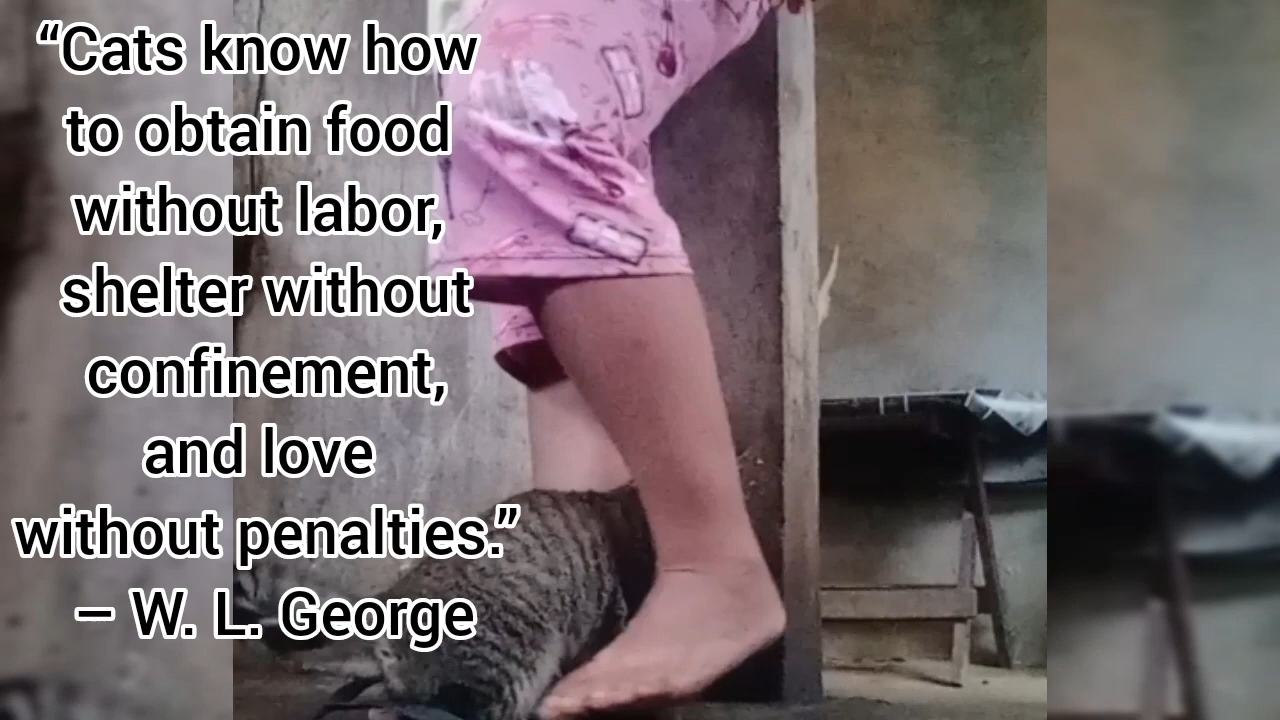 “Cats know how
to obtain food
without labor,
shelter without
confinement,
and love
without penalties.”
– W. L. George